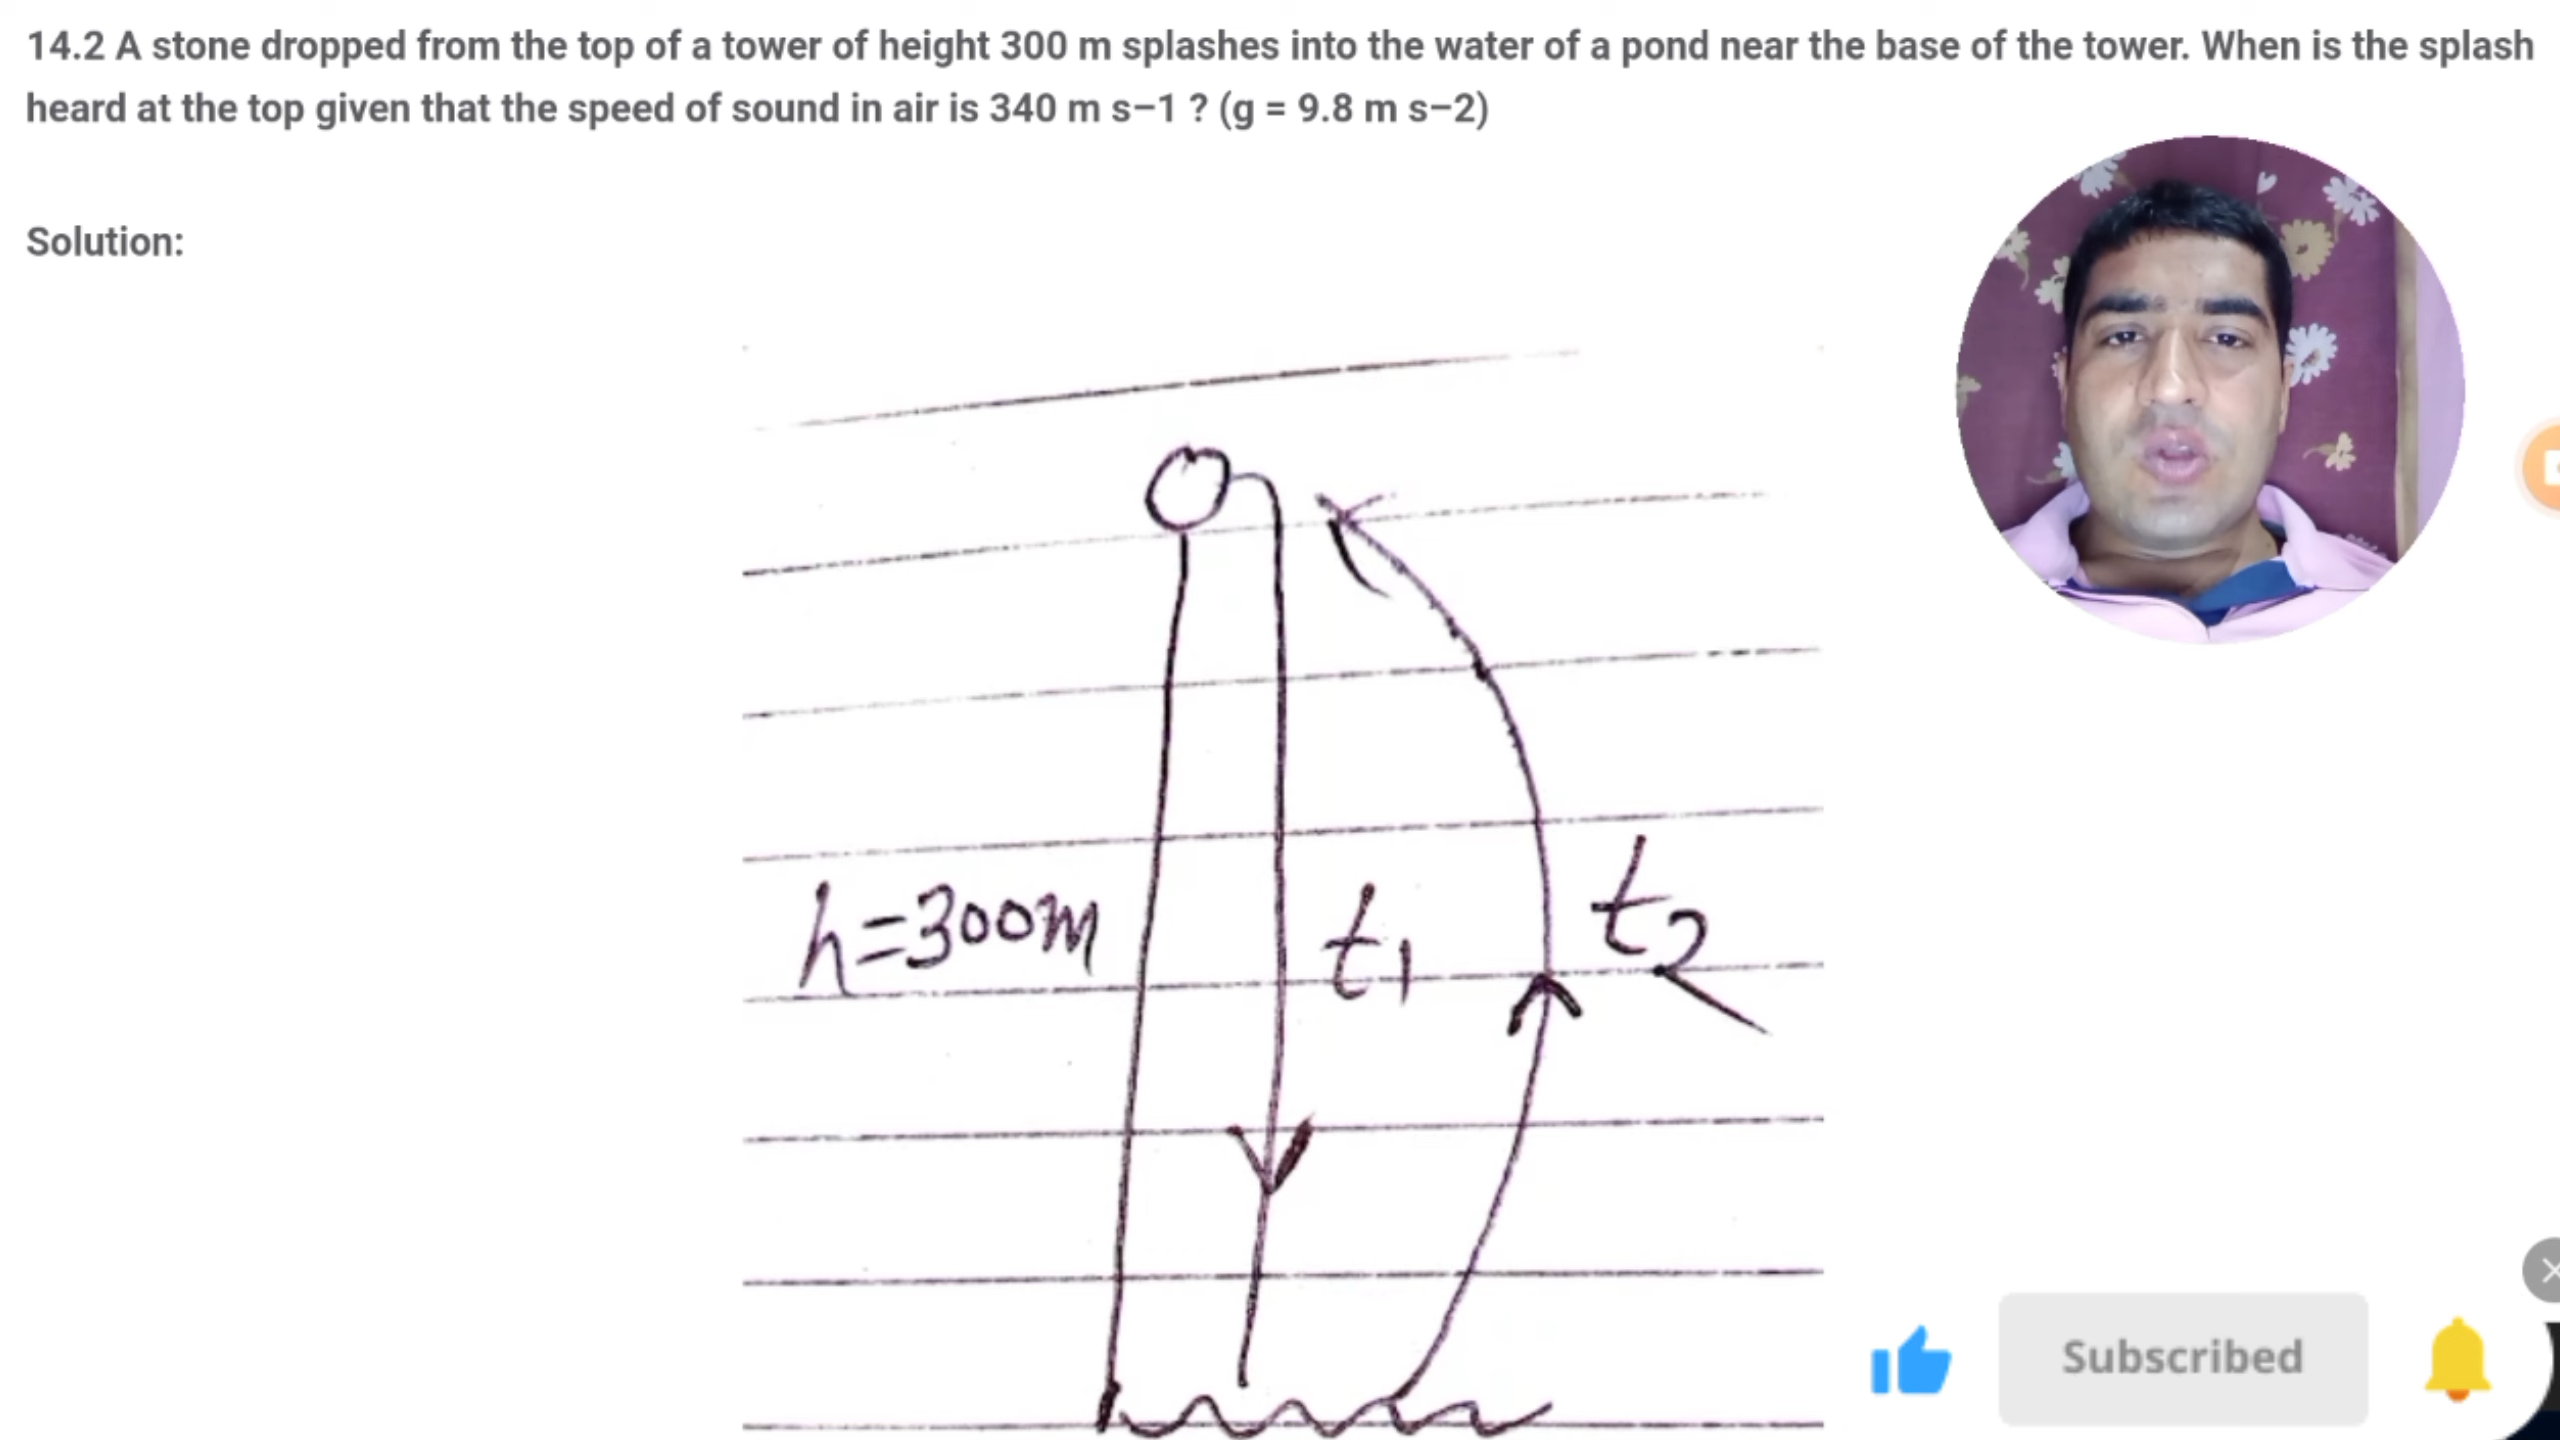 14.2 A stone dropped from the top of a tower of height 300 m splashes into the water of a pond near the base of the tower. When is the splash
heard at the top given that the speed of sound in air is 340 m s–1 ? (g = 9.8 m s–2)
Solution:
h=300m
t1
t2
Subscribed